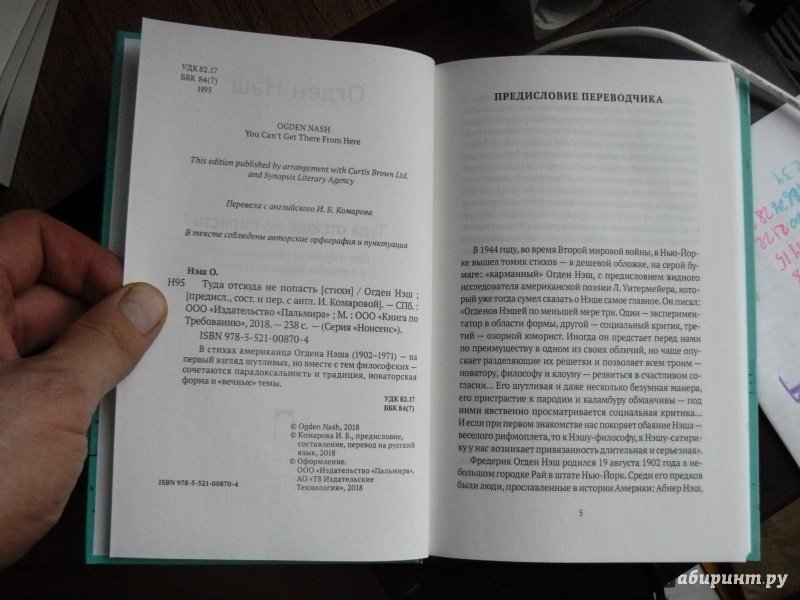 УДК 82.17
ББК 84(7)
Н95
OGDEN NASH
You Can't Get There From Here
This edition published by arrangement with Curtis Brown Ltd.
and Synopsis Literary Agency
Перевела с английского И. Б. Комарова
В тексте соблюдены авторские орфография и пунктуация
Нэш О.
Н95 Туда отсюда не попасть [стихи] / Огден Нэш ;
[предисл., сост. и пер. с англ. И. Комаровой]. — СПб. :
ООО «Издательство «Пальмира» ; М. : ООО «Книга по
Требованию», 2018. — 238 с. — (Серия «Нонсенс»).
ISBN 978-5-521-00870-4
В стихах американца Огдена Нэша (1902–1971) — на
первый взгляд шутливых, но вместе с тем философских —
сочетаются парадоксальность и традиция, новаторская
форма и «вечные» темы.
УДК 82.17
ББК 84(7)
© Ogden Nash, 2018
© Комарова И. Б., предисловие,
составление, перевод на русский
язык, 2018
© Оформление.
ООО «Издательство «Пальмира»,
АО «Т8 Издательские
Технологии», 2018
ISBN 978-5-521-00870-4
ПРЕДИСЛОВИЕ ПЕРЕВОДЧИКА
В 1944 году, во время Второй мировой войны, в Нью-Йор-
ке вышел томик стихов — в дешевой обложке, на серой бу-
маге: «карманный» Огден Нэш, с предисловием видного
исследователя американской поэзии Л. Унтермейера, кото-
рый уже тогда сумел сказать о Нэше самое главное. Он писал:
«Огденов Нэшей по меньшей мере три. Один — эксперимен-
татор в области формы, другой — социальный критик, тре-
тий — озорной юморист. Иногда он предстает перед нами
по преимуществу в одном из своих обличий, но чаще опус-
кает разделяющие их решетки и позволяет всем троим —
новатору, философу и клоуну — резвиться в счастливом со-
гласии... Его шутливая и даже несколько безумная манера,
его пристрастие к пародии и каламбуру обманчивы — под
ними явственно просматривается социальная критика...
И если при первом знакомстве нас покоряет обаяние Нэша —
веселого рифмоплета, то к Нэшу-философу, к Нэшу-сатири-
ку у нас возникает привязанность длительная и серьезная».
Фредерик Огден Нэш родился 19 августа 1902 года в не-
большом городке Рай в штате Нью-Йорк. Среди его предков
были люди, прославленные в истории Америки: Абнер Нэш,
5
абиринт.ру